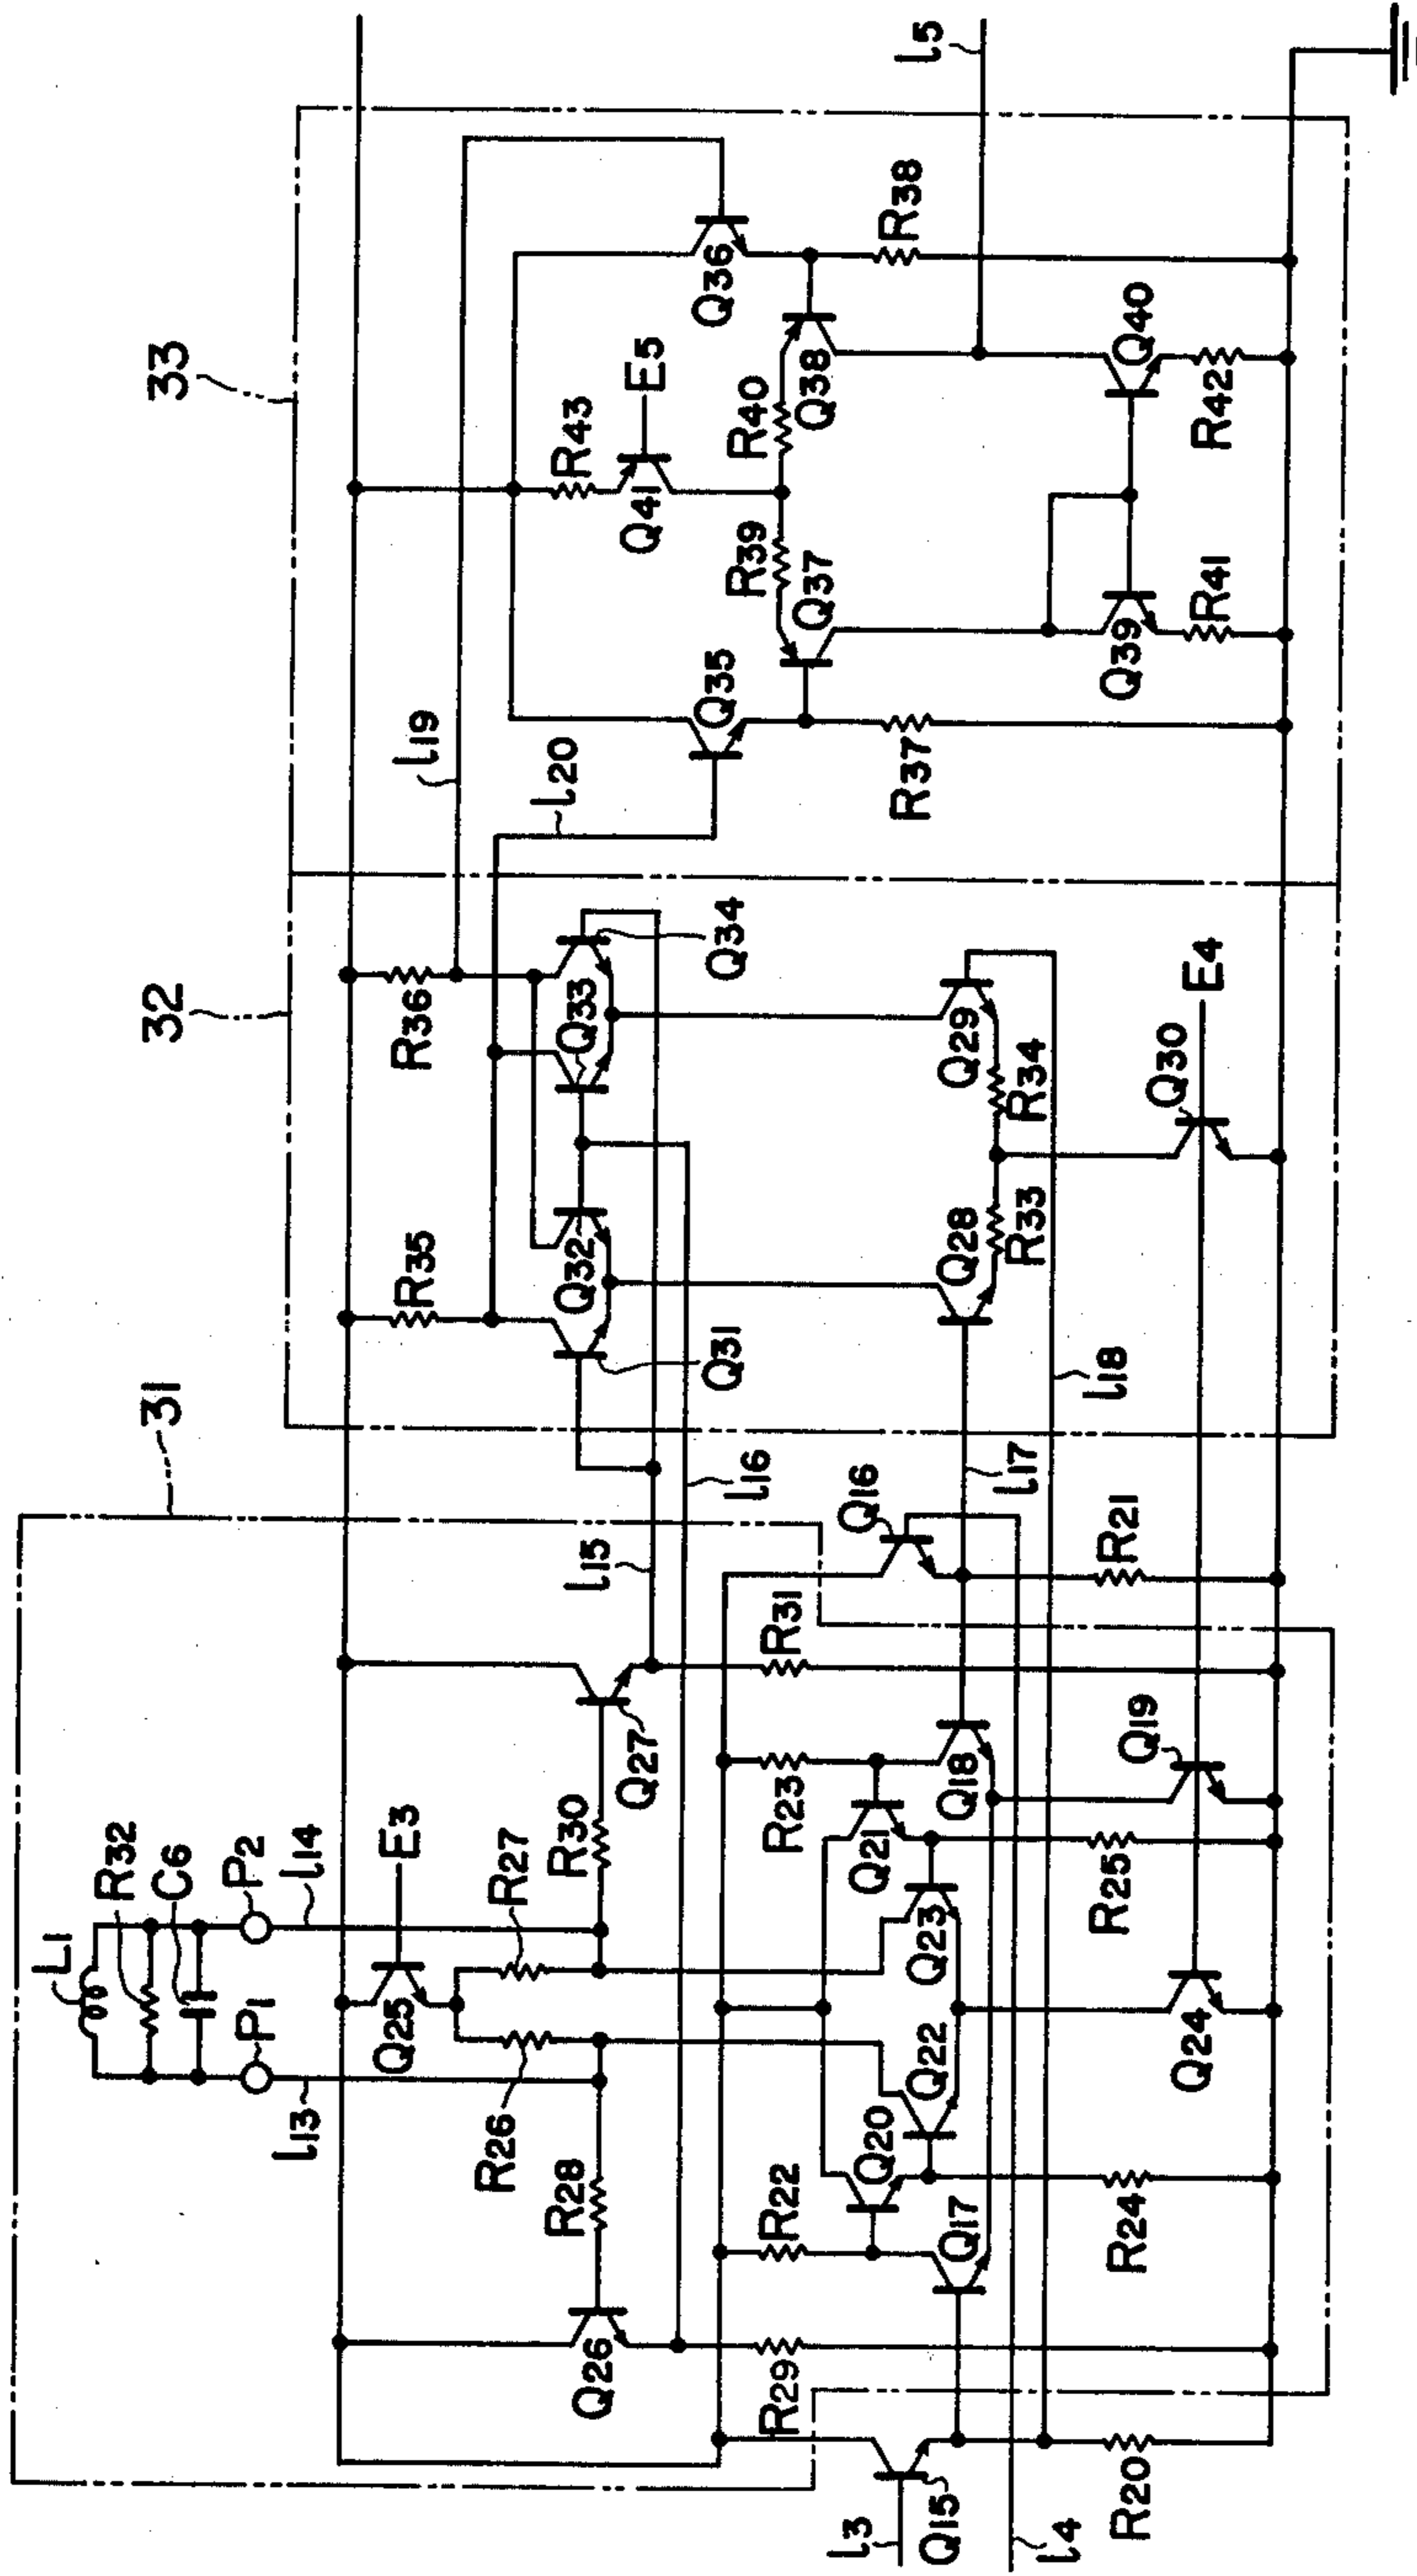 31
32
33
L1
R32
C6
P1
P2
l13
l14
E3
Q25
R26
R27
R28
R30
Q26
Q27
R29
R31
l15
l16
R22
R23
Q20
Q21
Q22
Q23
Q17
Q18
Q16
l3
Q15
l4
R20
R24
Q24
R25
Q19
R21
l17
l18
R35
R36
Q31
Q32
Q33
Q34
Q28
Q29
R33
R34
Q30
E4
l19
l20
Q35
R37
R43
Q41
E5
R39
R40
Q37
Q38
Q36
R38
Q39
Q40
R41
R42
l5